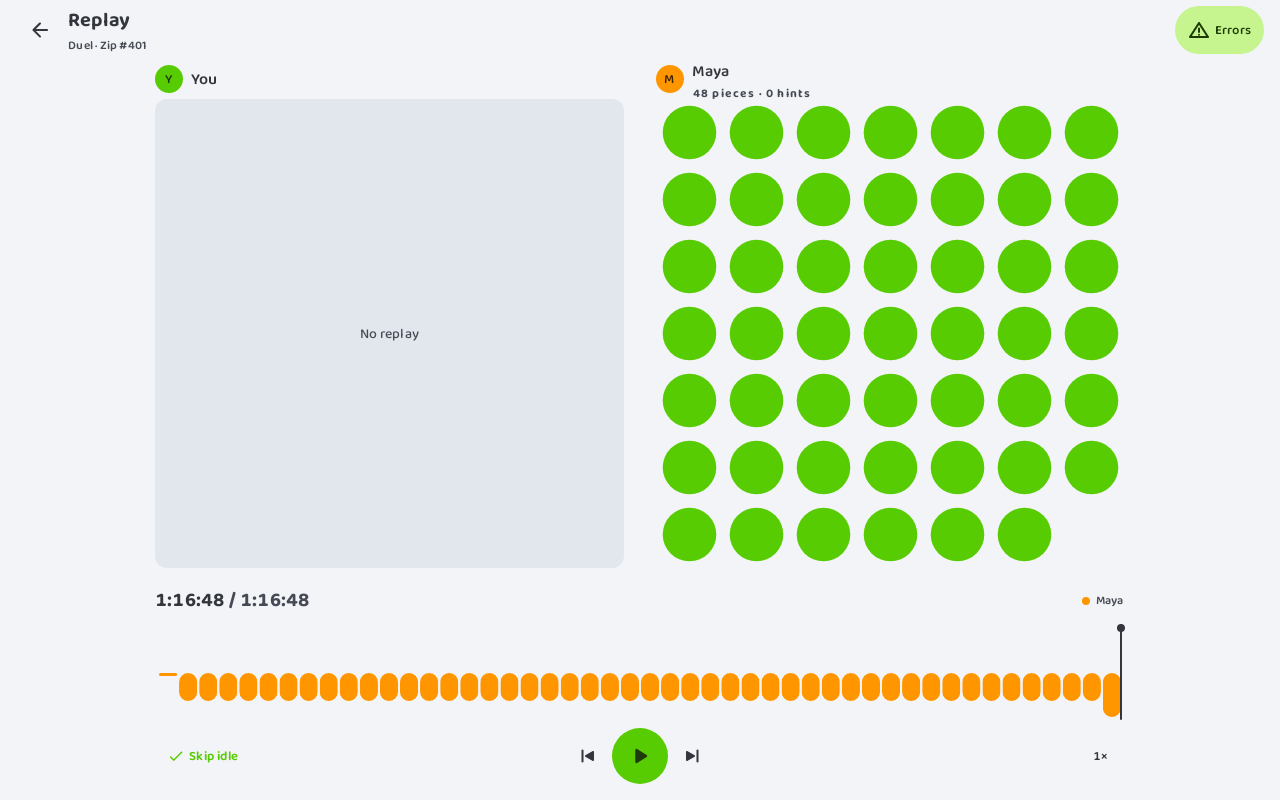 Replay
Duel · Zip #401
Errors
Y
You
M
Maya
48 pieces · 0 hints
No replay
1:16:48 / 1:16:48
Maya
Skip idle
1×